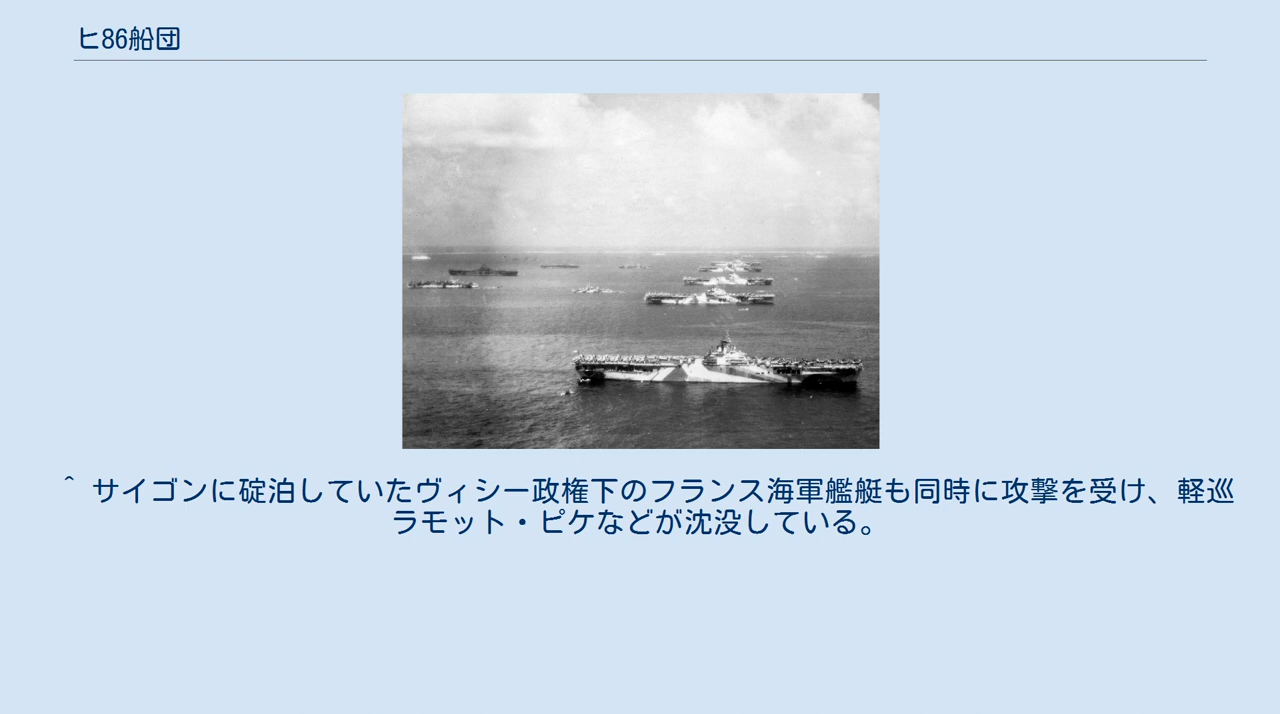 ヒ86船団
^ サイゴンに碇泊していたヴィシー政権下のフランス海軍艦艇も同時に攻撃を受け、軽巡
ラモット・ピケなどが沈没している。